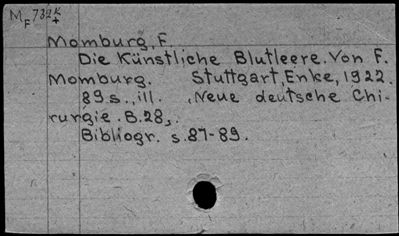 MF 732K+
Momburg, F.
Die Künstliche Blutleere. Von F.
Momburg. Stuttgart, Enke, 1922.
89 s., ill. (Neue deutsche Chi-
rurgie. B.28).
Bibliogr. s.87-89.